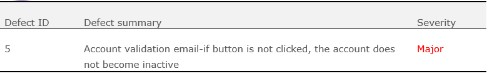 Defect ID Defect summary Severity
5 Account validation email-if button is not clicked, the account does Major
not become inactive